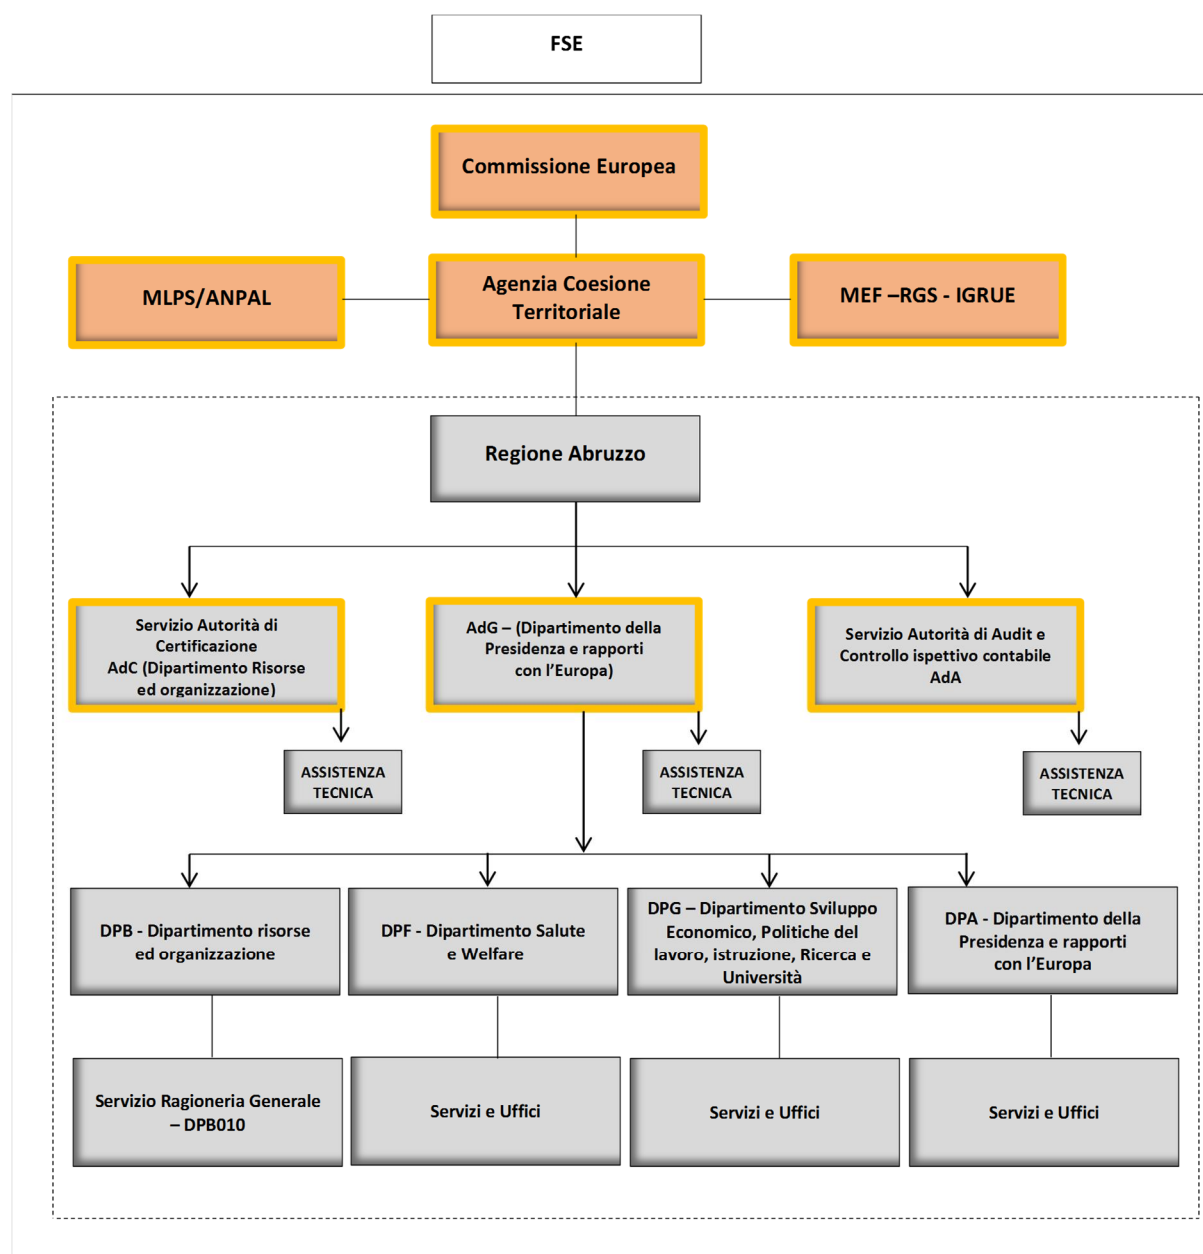 FSE
Commissione Europea
MLPS/ANPAL
Agenzia Coesione
Territoriale
MEF –RGS - IGRUE
Regione Abruzzo
Servizio Autorità di
Certificazione
AdC (Dipartimento Risorse
ed organizzazione)
AdG – (Dipartimento della
Presidenza e rapporti
con l’Europa)
Servizio Autorità di Audit e
Controllo ispettivo contabile
AdA
ASSISTENZA
TECNICA
ASSISTENZA
TECNICA
ASSISTENZA
TECNICA
DPB - Dipartimento risorse
ed organizzazione
DPF - Dipartimento Salute
e Welfare
DPG – Dipartimento Sviluppo
Economico, Politiche del
lavoro, istruzione, Ricerca e
Università
DPA - Dipartimento della
Presidenza e rapporti
con l’Europa
Servizio Ragioneria Generale
– DPB010
Servizi e Uffici
Servizi e Uffici
Servizi e Uffici